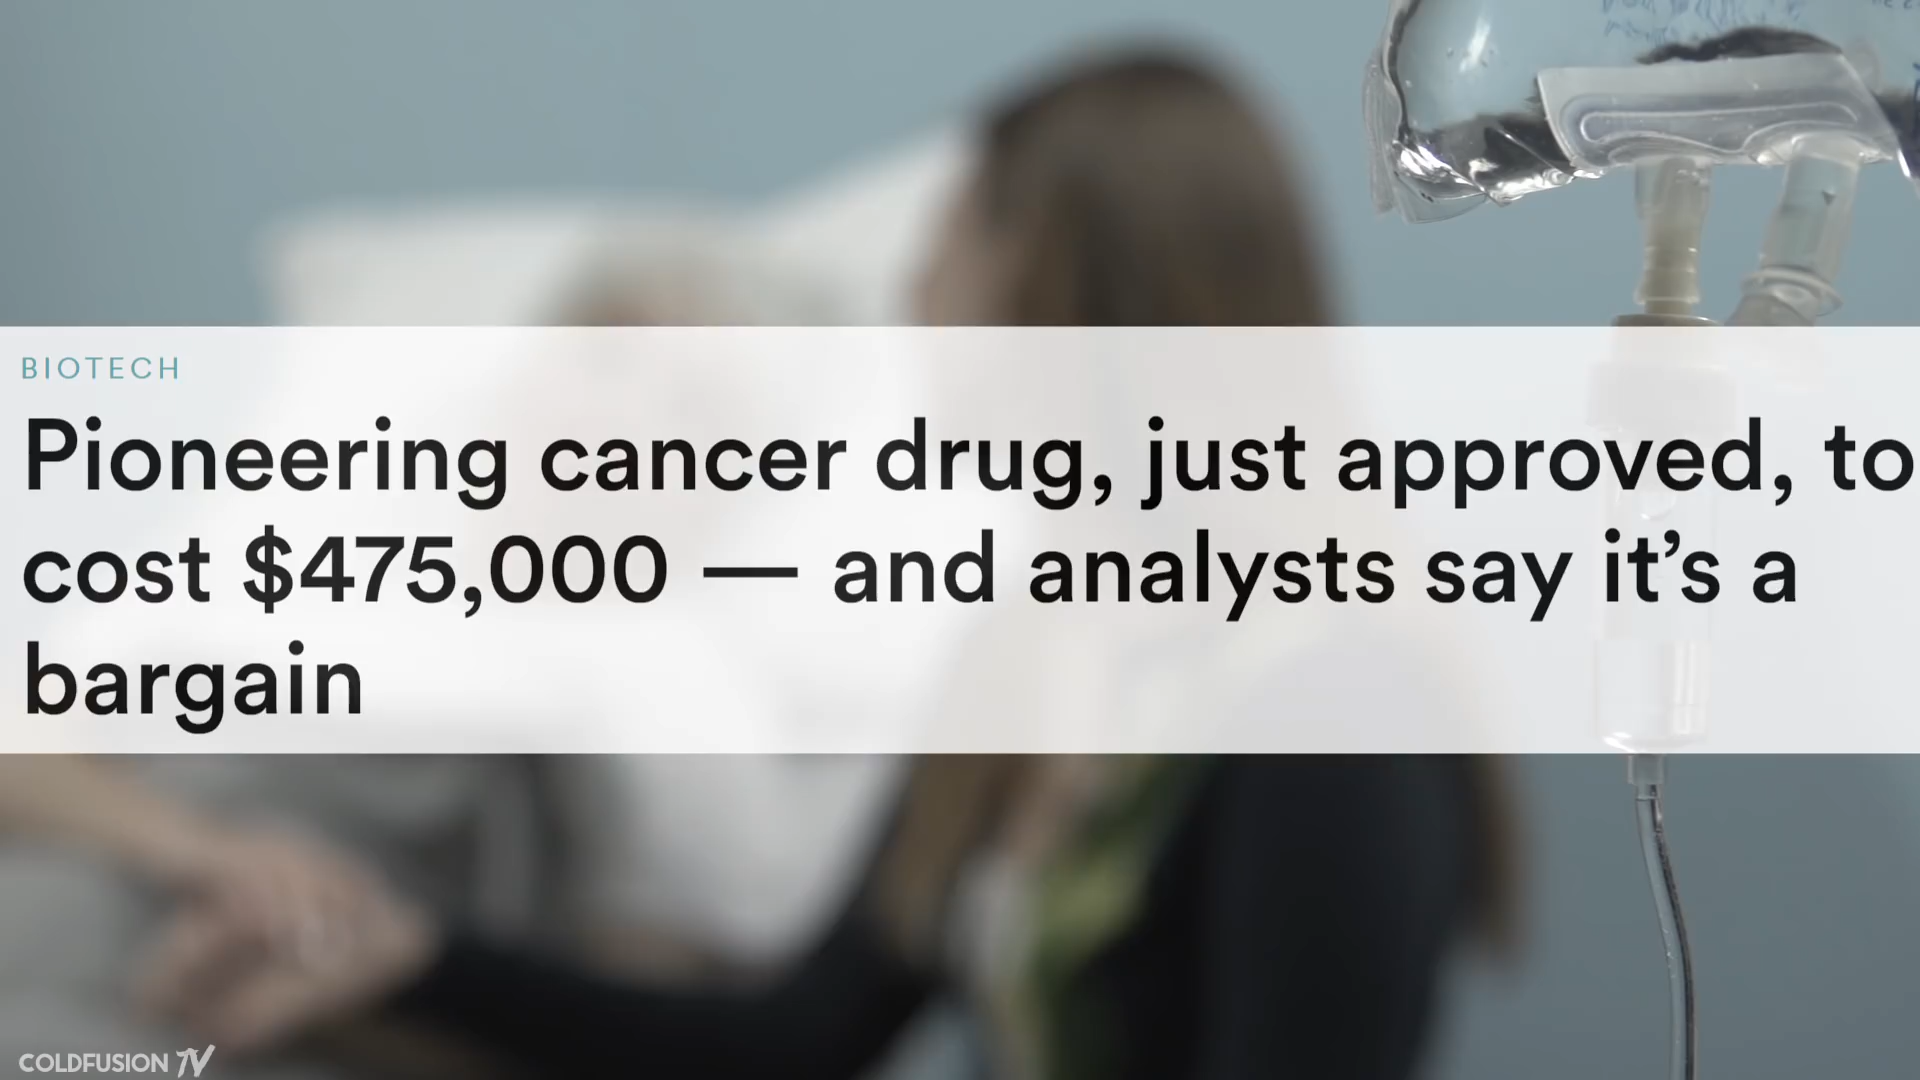 BIOTECH
Pioneering cancer drug, just approved, to
cost $475,000 — and analysts say it’s a
bargain
COLDFUSION TV